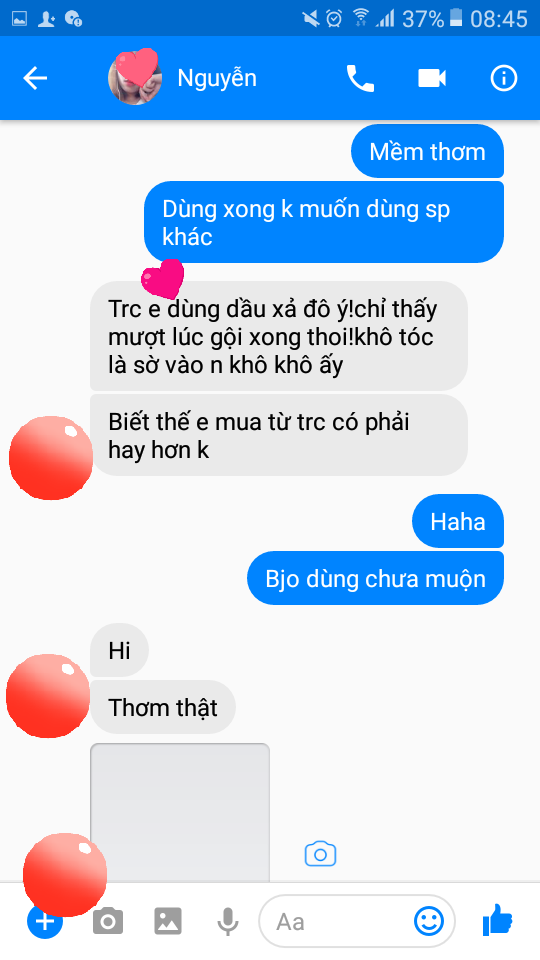 37% 08:45
Nguyễn
Mềm thơm
Dùng xong k muốn dùng sp
khác
Trc e dùng dầu xả đô ý!chỉ thấy
mượt lúc gội xong thoi!khô tóc
là sờ vào n khô khô ấy
Biết thế e mua từ trc có phải
hay hơn k
Haha
Bjo dùng chưa muộn
Hi
Thơm thật
Aa